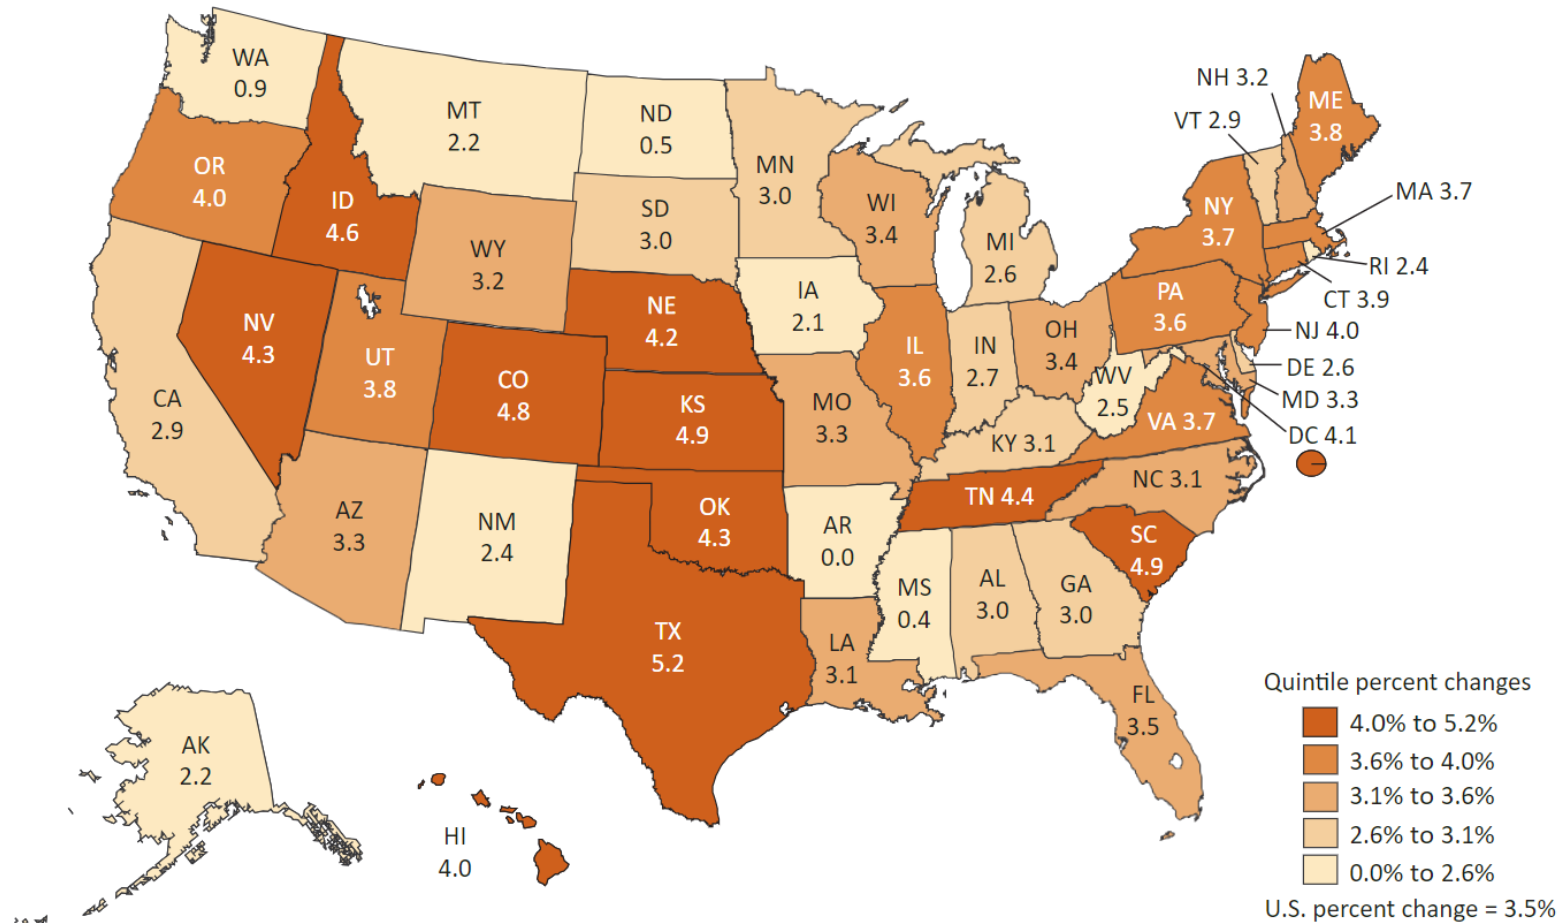 WA
0.9
MT
2.2
ND
0.5
MN
3.0
NH 3.2
VT 2.9
ME
3.8
OR
4.0
ID
4.6
WY
3.2
SD
3.0
WI
3.4
MI
2.6
NY
3.7
MA 3.7
RI 2.4
CT 3.9
NJ 4.0
NV
4.3
UT
3.8
CO
4.8
NE
4.2
IA
2.1
IL
3.6
IN
2.7
OH
3.4
PA
3.6
DE 2.6
MD 3.3
DC 4.1
CA
2.9
KS
4.9
MO
3.3
KY 3.1
WV
2.5
VA 3.7
AZ
3.3
NM
2.4
OK
4.3
AR
0.0
TN 4.4
NC 3.1
SC
4.9
TX
5.2
LA
3.1
MS
0.4
AL
3.0
GA
3.0
FL
3.5
AK
2.2
HI
4.0
Quintile percent changes
4.0% to 5.2%
3.6% to 4.0%
3.1% to 3.6%
2.6% to 3.1%
0.0% to 2.6%
U.S. percent change = 3.5%